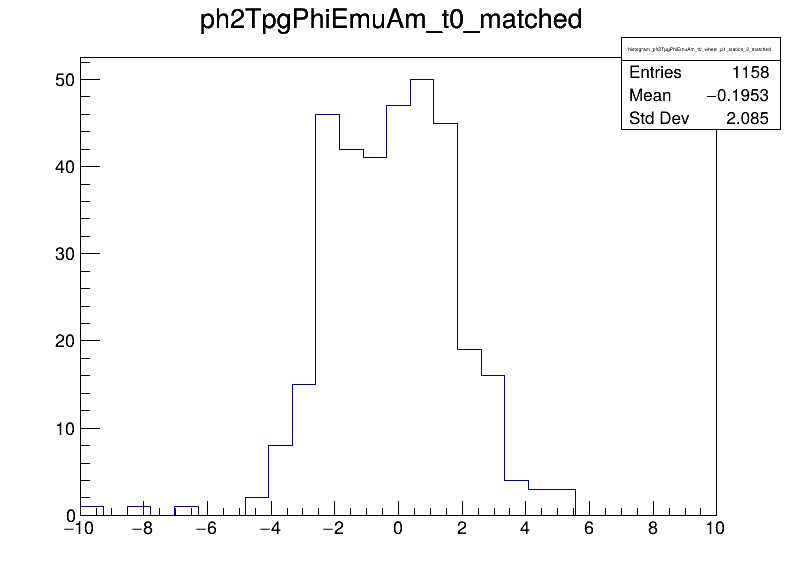 ph2TpgPhiEmuAm_t0_matched
histogram_ph2TpgPhiEmuAm_t0_wheel_p1_station_3_matched
Entries 1158
Mean −0.1953
Std Dev 2.085
50
40
30
20
10
0
−10 −8 −6 −4 −2 0 2 4 6 8 10